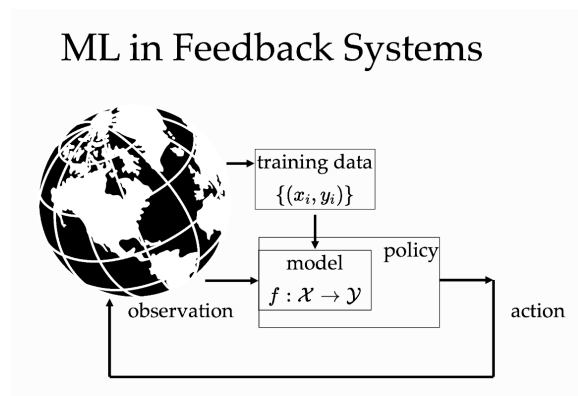 ML in Feedback Systems
training data
{(xᵢ, yᵢ)}
policy
model
f : 𝒳 → 𝒴
observation
action